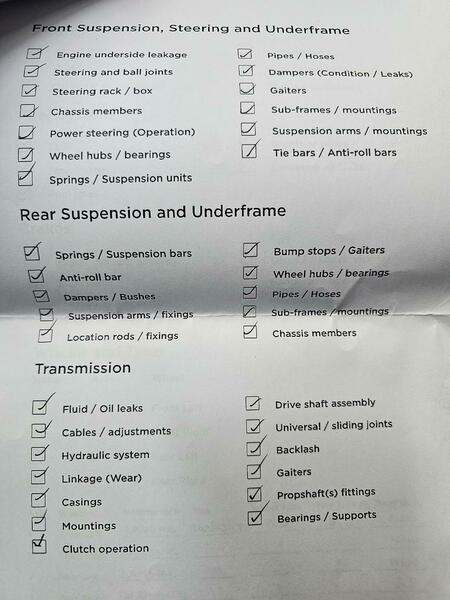 Front Suspension, Steering and Underframe
Engine underside leakage
Steering and ball joints
Steering rack / box
Chassis members
Power steering (Operation)
Wheel hubs / bearings
Springs / Suspension units
Pipes / Hoses
Dampers (Condition / Leaks)
Gaiters
Sub-frames / mountings
Suspension arms / mountings
Tie bars / Anti-roll bars
Rear Suspension and Underframe
Springs / Suspension bars
Anti-roll bar
Dampers / Bushes
Suspension arms / fixings
Location rods / fixings
Bump stops / Gaiters
Wheel hubs / bearings
Pipes / Hoses
Sub-frames / mountings
Chassis members
Transmission
Fluid / Oil leaks
Cables / adjustments
Hydraulic system
Linkage (Wear)
Casings
Mountings
Clutch operation
Drive shaft assembly
Universal / sliding joints
Backlash
Gaiters
Propshaft(s) fittings
Bearings / Supports